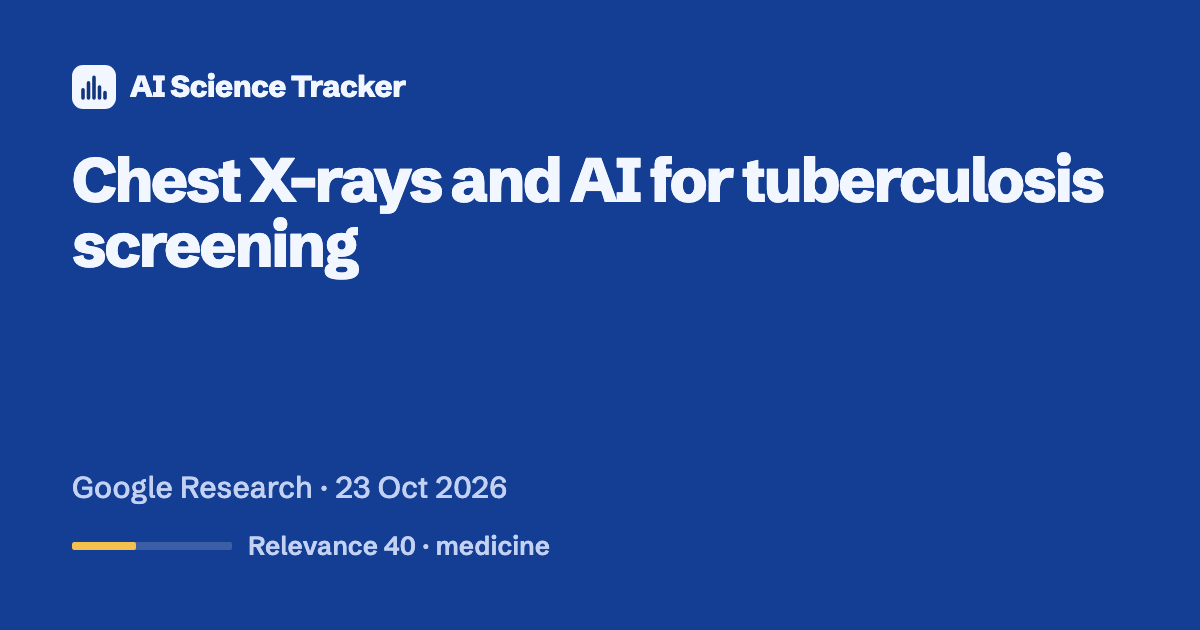 AI Science Tracker
Chest X-rays and AI for tuberculosis
screening
Google Research · 23 Oct 2026
Relevance 40 · medicine